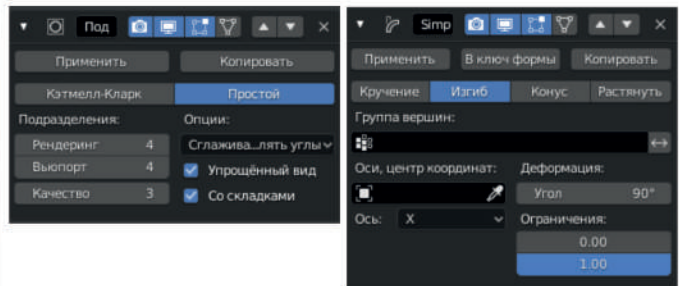 Под
Применить
Копировать
Кэтмелл-Кларк
Простой
Подразделения:
Опции:
Рендеринг 4
Сглажива...лять углы
Вьюпорт 4
Упрощённый вид
Качество 3
Со складками
Simp
Применить
В ключ формы
Копировать
Кручение
Изгиб
Конус
Растянуть
Группа вершин:
Оси, центр координат:
Деформация:
Угол 90°
Ось: X
Ограничения:
0.00
1.00